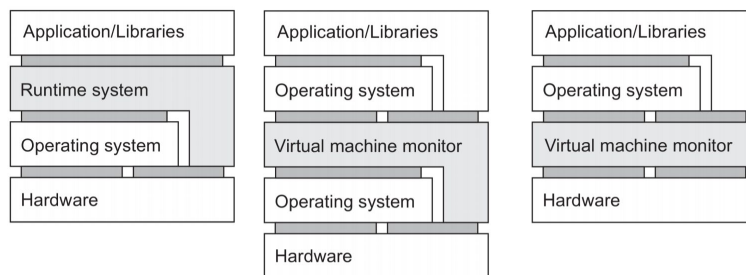 Application/Libraries
Runtime system
Operating system
Hardware
Application/Libraries
Operating system
Virtual machine monitor
Operating system
Hardware
Application/Libraries
Operating system
Virtual machine monitor
Hardware